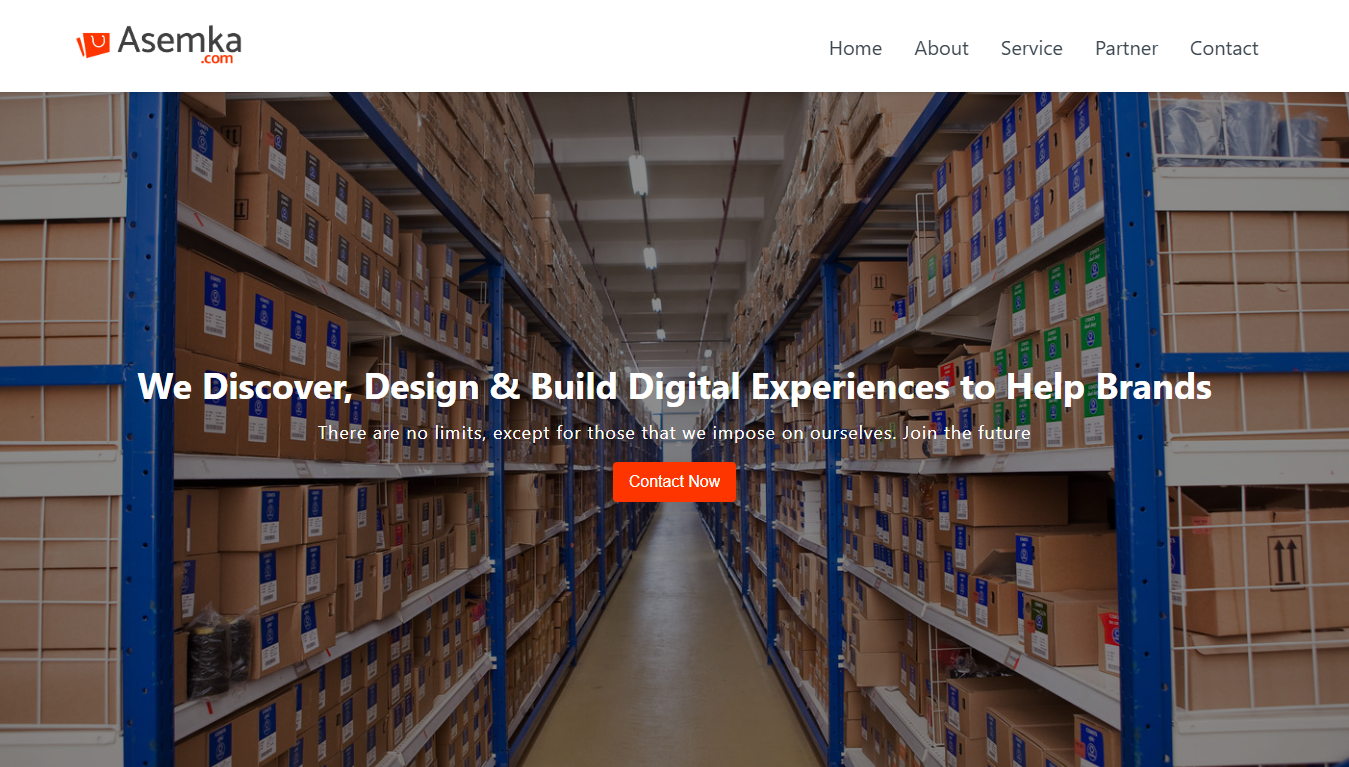 Asemka
.com
Home About Service Partner Contact
We Discover, Design & Build Digital Experiences to Help Brands
There are no limits, except for those that we impose on ourselves. Join the future
Contact Now